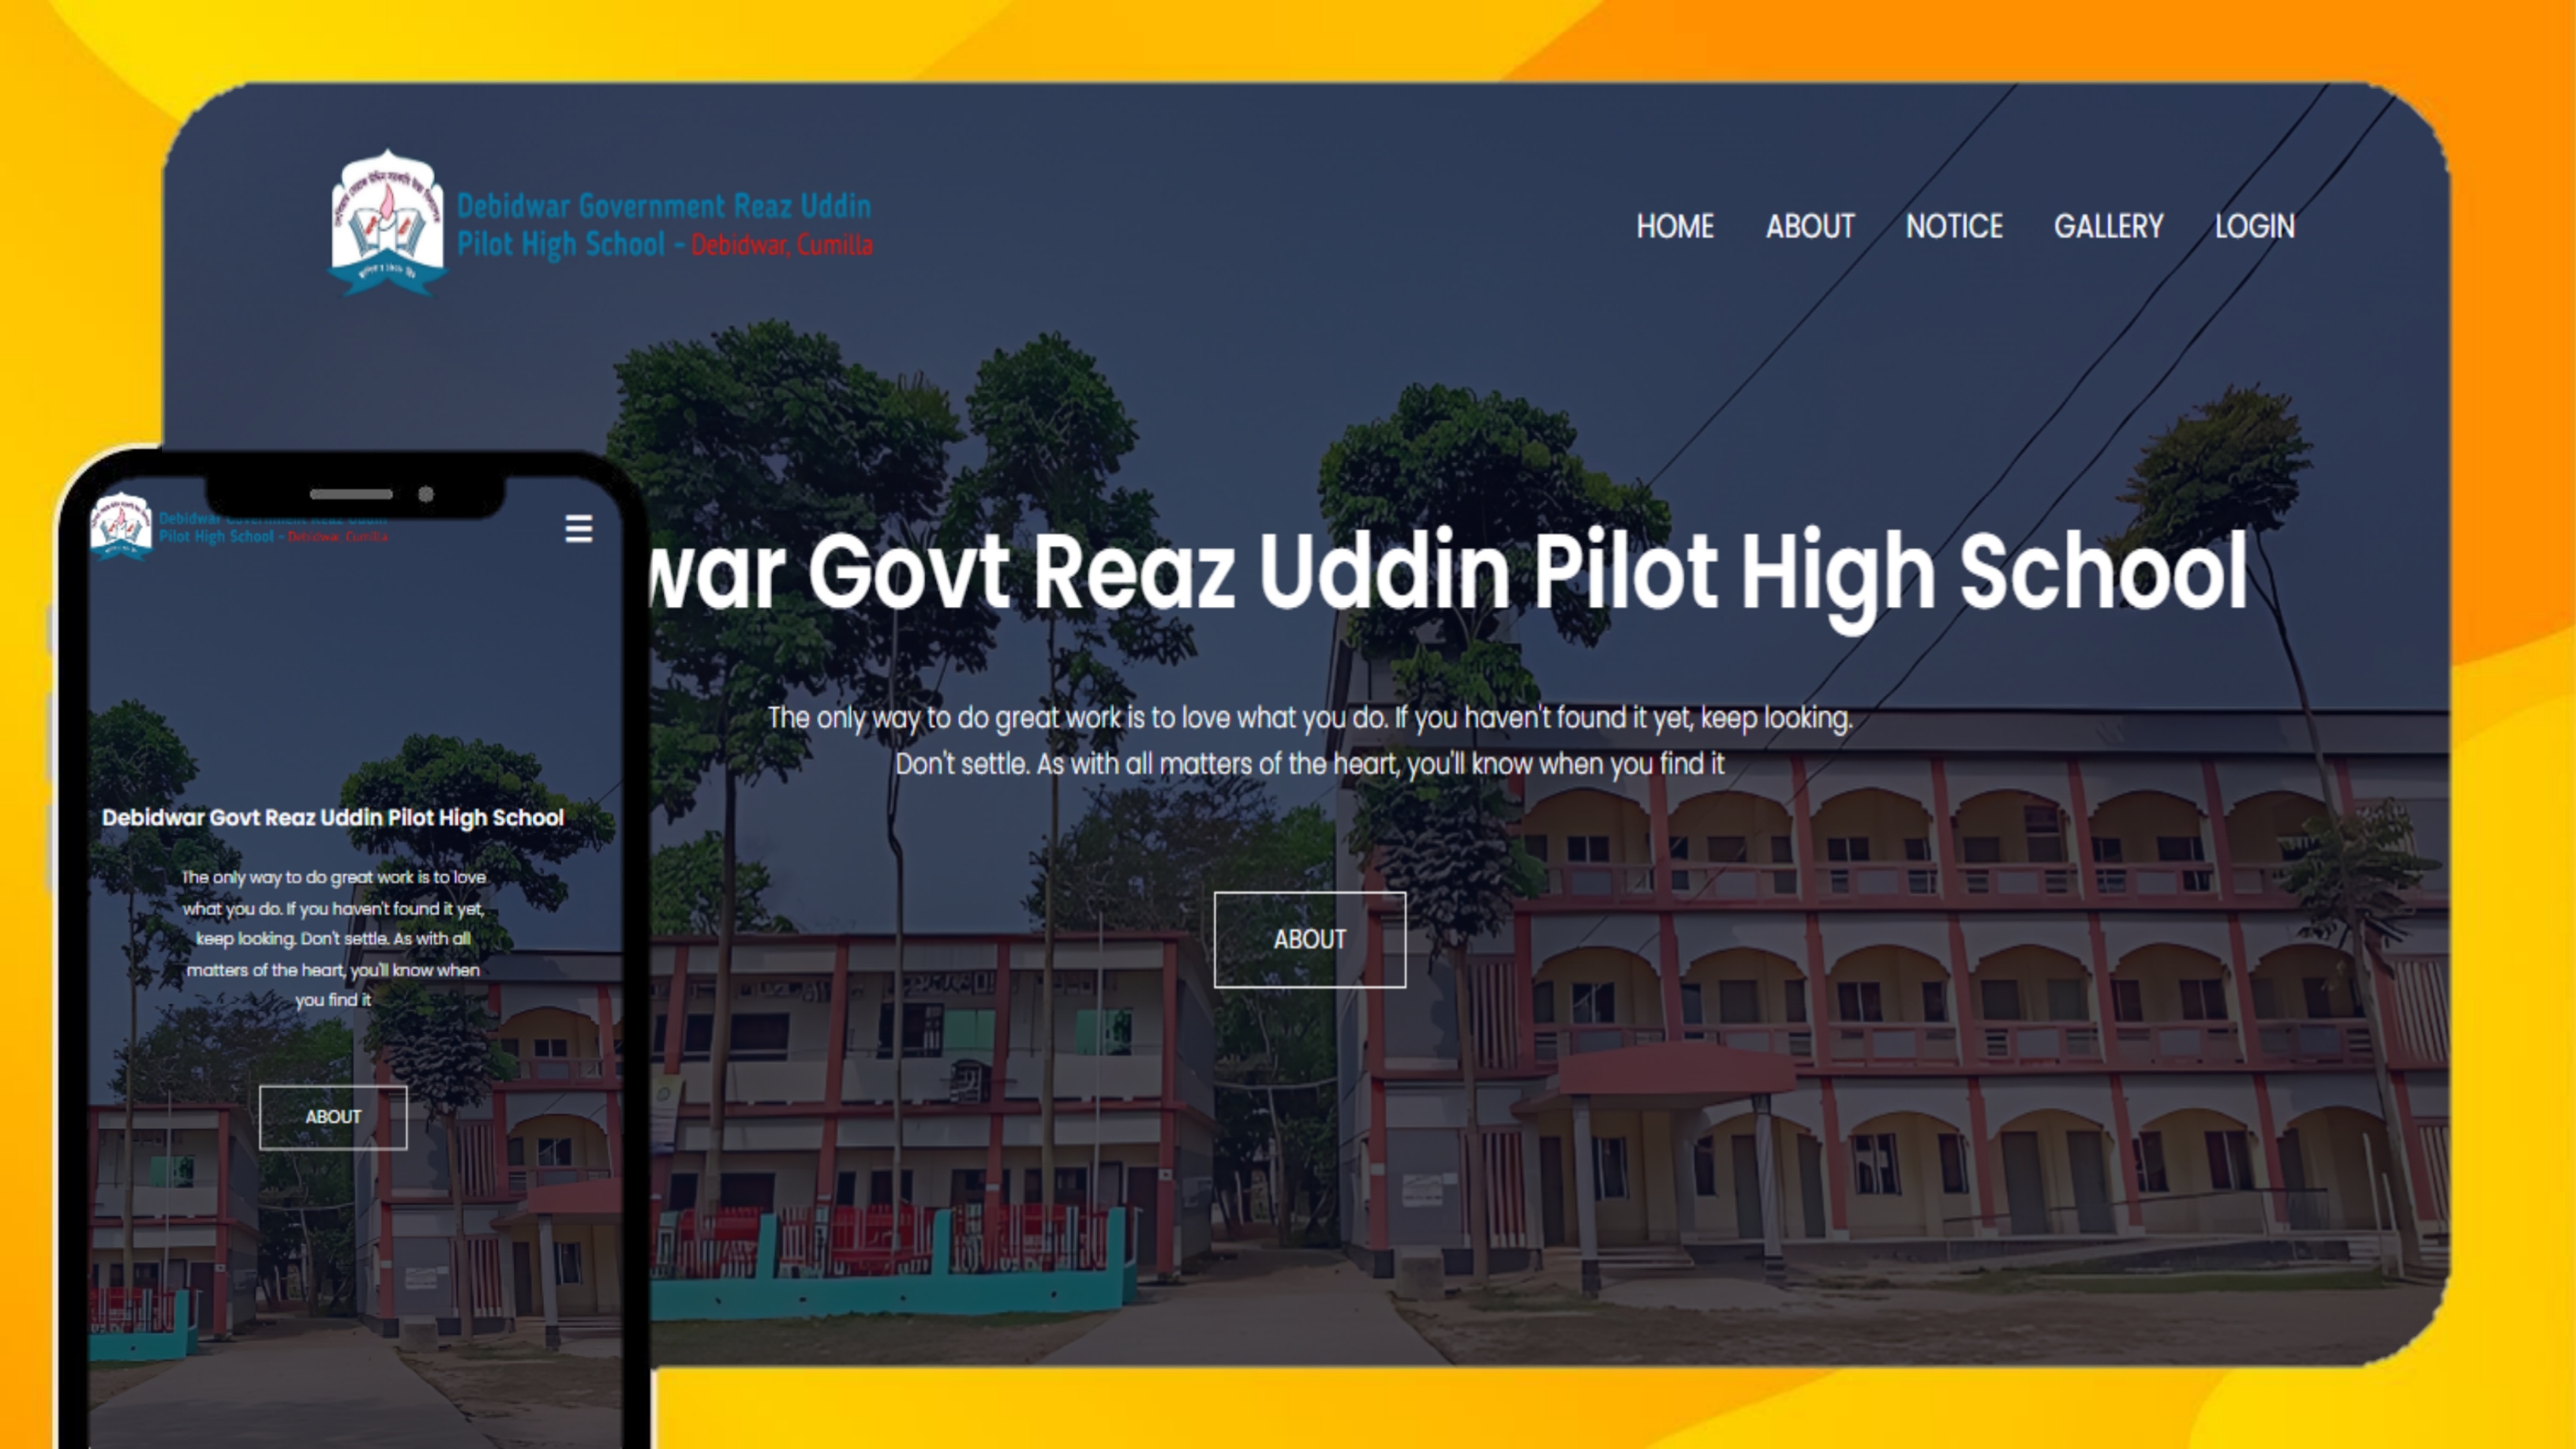 Debidwar Government Reaz Uddin
Pilot High School - Debidwar, Cumilla
HOME ABOUT NOTICE GALLERY LOGIN
war Govt Reaz Uddin Pilot High School
The only way to do great work is to love what you do. If you haven't found it yet, keep looking.
Don't settle. As with all matters of the heart, you'll know when you find it
ABOUT
Debidwar Government Reaz Uddin
Pilot High School - Debidwar, Cumilla
Debidwar Govt Reaz Uddin Pilot High School
The only way to do great work is to love
what you do. If you haven't found it yet,
keep looking. Don't settle. As with all
matters of the heart, you'll know when
you find it
ABOUT